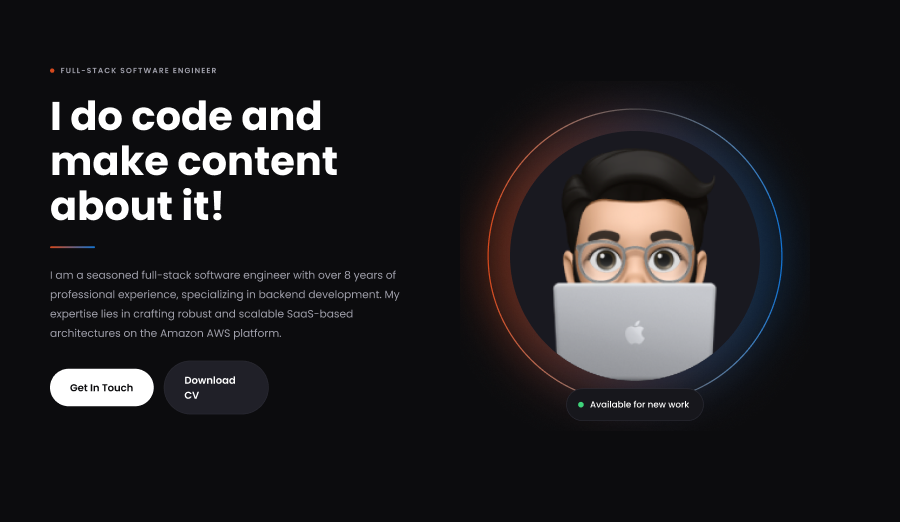 FULL-STACK SOFTWARE ENGINEER
I do code and
make content
about it!
I am a seasoned full-stack software engineer with over 8 years of
professional experience, specializing in backend development. My
expertise lies in crafting robust and scalable SaaS-based
architectures on the Amazon AWS platform.
Get In Touch
Download
CV
Available for new work